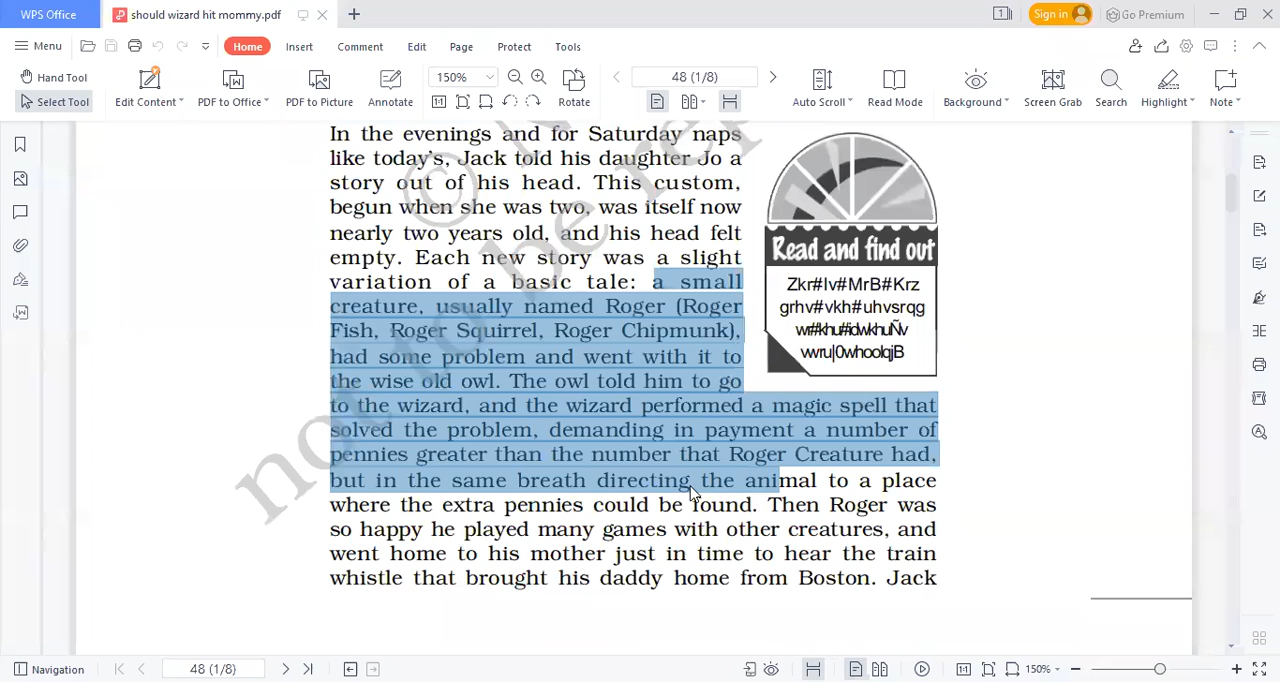 WPS Office
should wizard hit mommy.pdf
Sign in
Go Premium
Menu
Home
Insert
Comment
Edit
Page
Protect
Tools
Hand Tool
Select Tool
Edit Content
PDF to Office
PDF to Picture
Annotate
150%
Rotate
48 (1/8)
Auto Scroll
Read Mode
Background
Screen Grab
Search
Highlight
Note
In the evenings and for Saturday naps
like today's, Jack told his daughter Jo a
story out of his head. This custom,
begun when she was two, was itself now
nearly two years old, and his head felt
empty. Each new story was a slight
variation of a basic tale: a small
creature, usually named Roger (Roger
Fish, Roger Squirrel, Roger Chipmunk),
had some problem and went with it to
the wise old owl. The owl told him to go
to the wizard, and the wizard performed a magic spell that
solved the problem, demanding in payment a number of
pennies greater than the number that Roger Creature had,
but in the same breath directing the animal to a place
where the extra pennies could be found. Then Roger was
so happy he played many games with other creatures, and
went home to his mother just in time to hear the train
whistle that brought his daddy home from Boston. Jack
Read and find out
Zkr#Iv#MrB#Krz
grhv#vkh#uhvsrqg
not to be rep
Navigation
48 (1/8)
150%